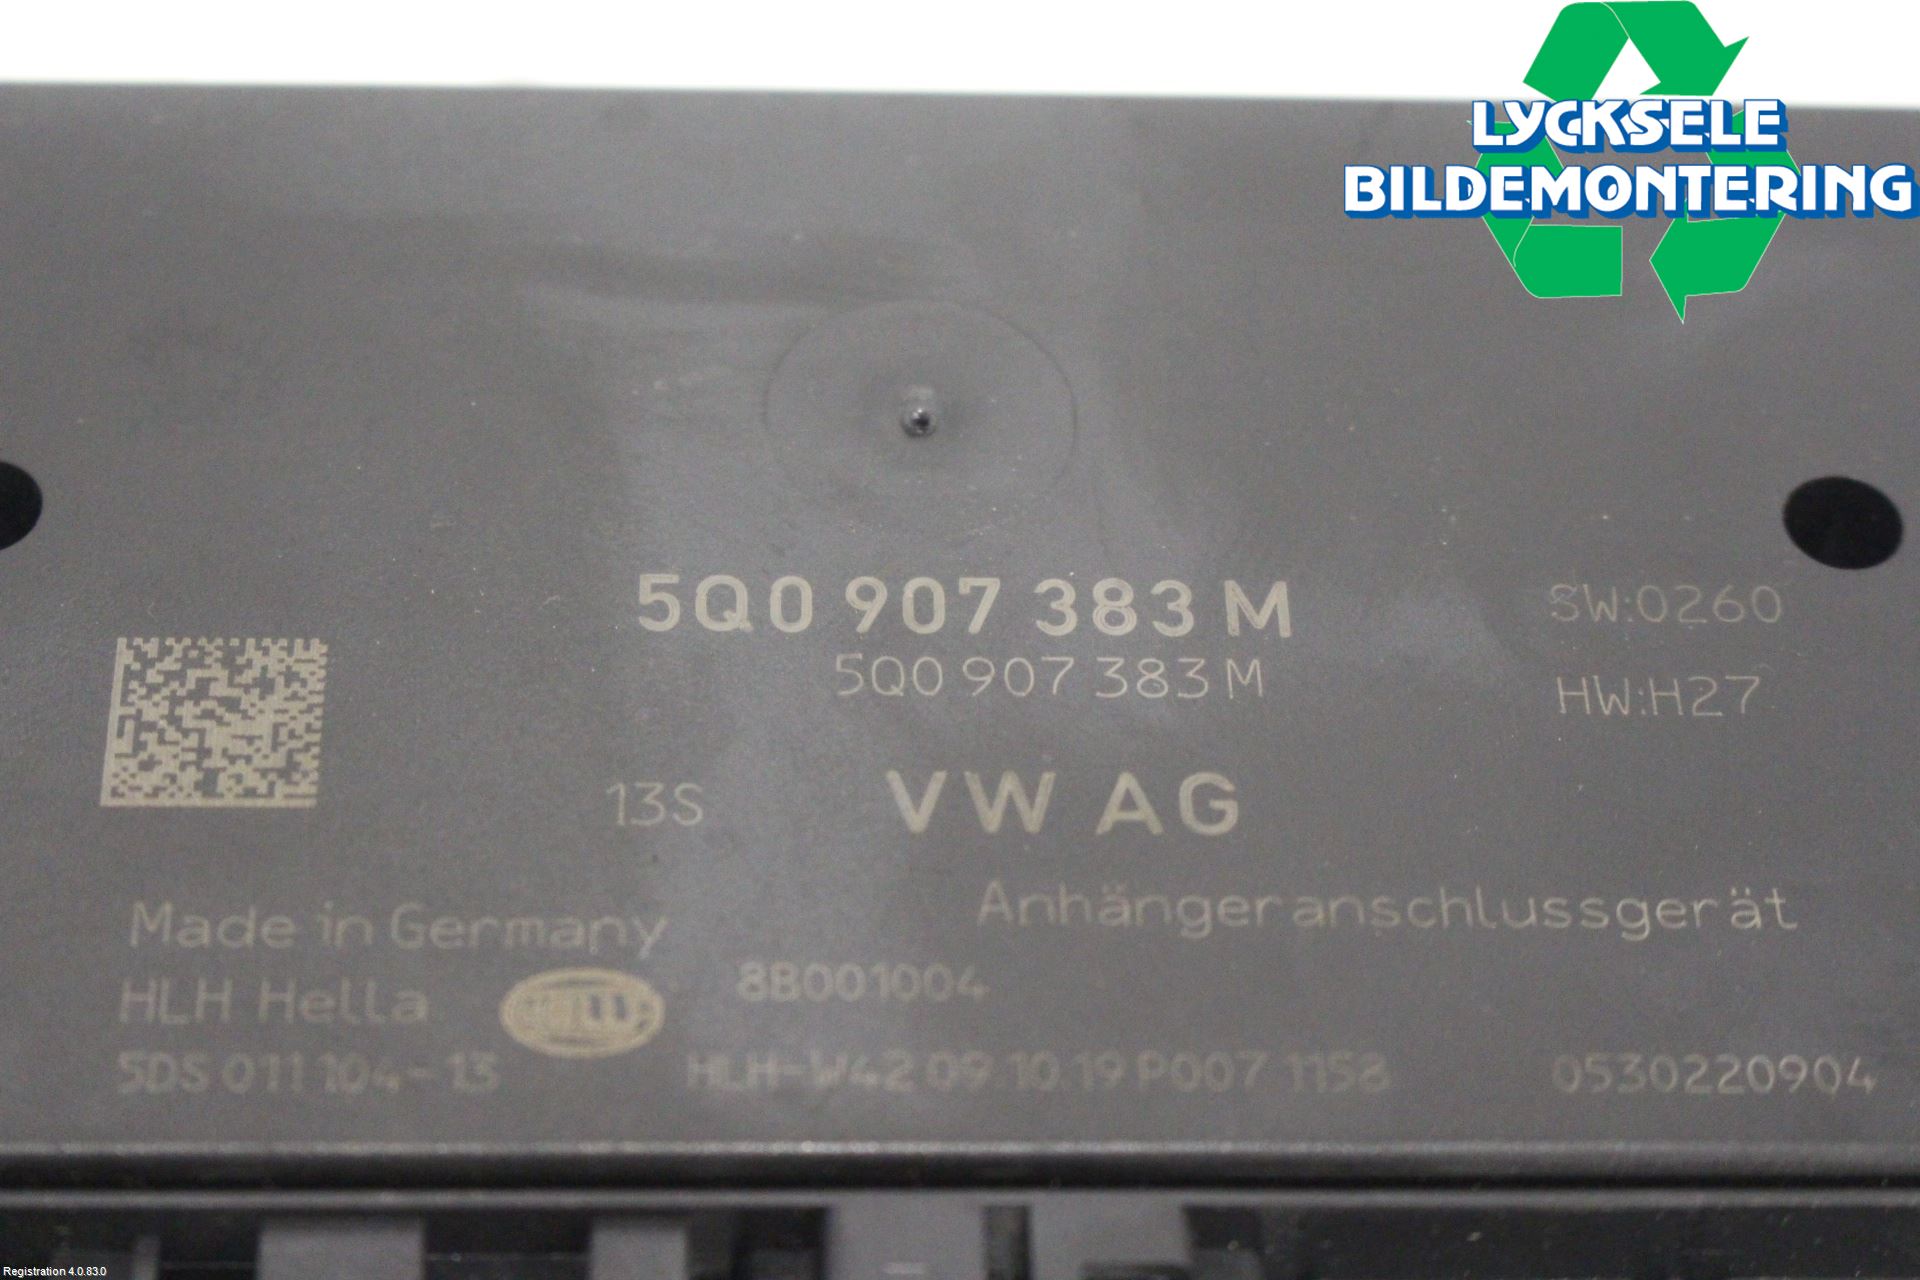 LYCKSELE
BILDEMONTERING
5Q0 907 383 M
5Q0 907 383 M
SW:0260
HW:H27
13S
VW AG
Made in Germany
Anhängeranschlussgerät
HLH Hella
8B001004
5DS 011 104-13
HLH-W42 09.10.19 P007 1158
0530220904
Registration 4.0.83.0